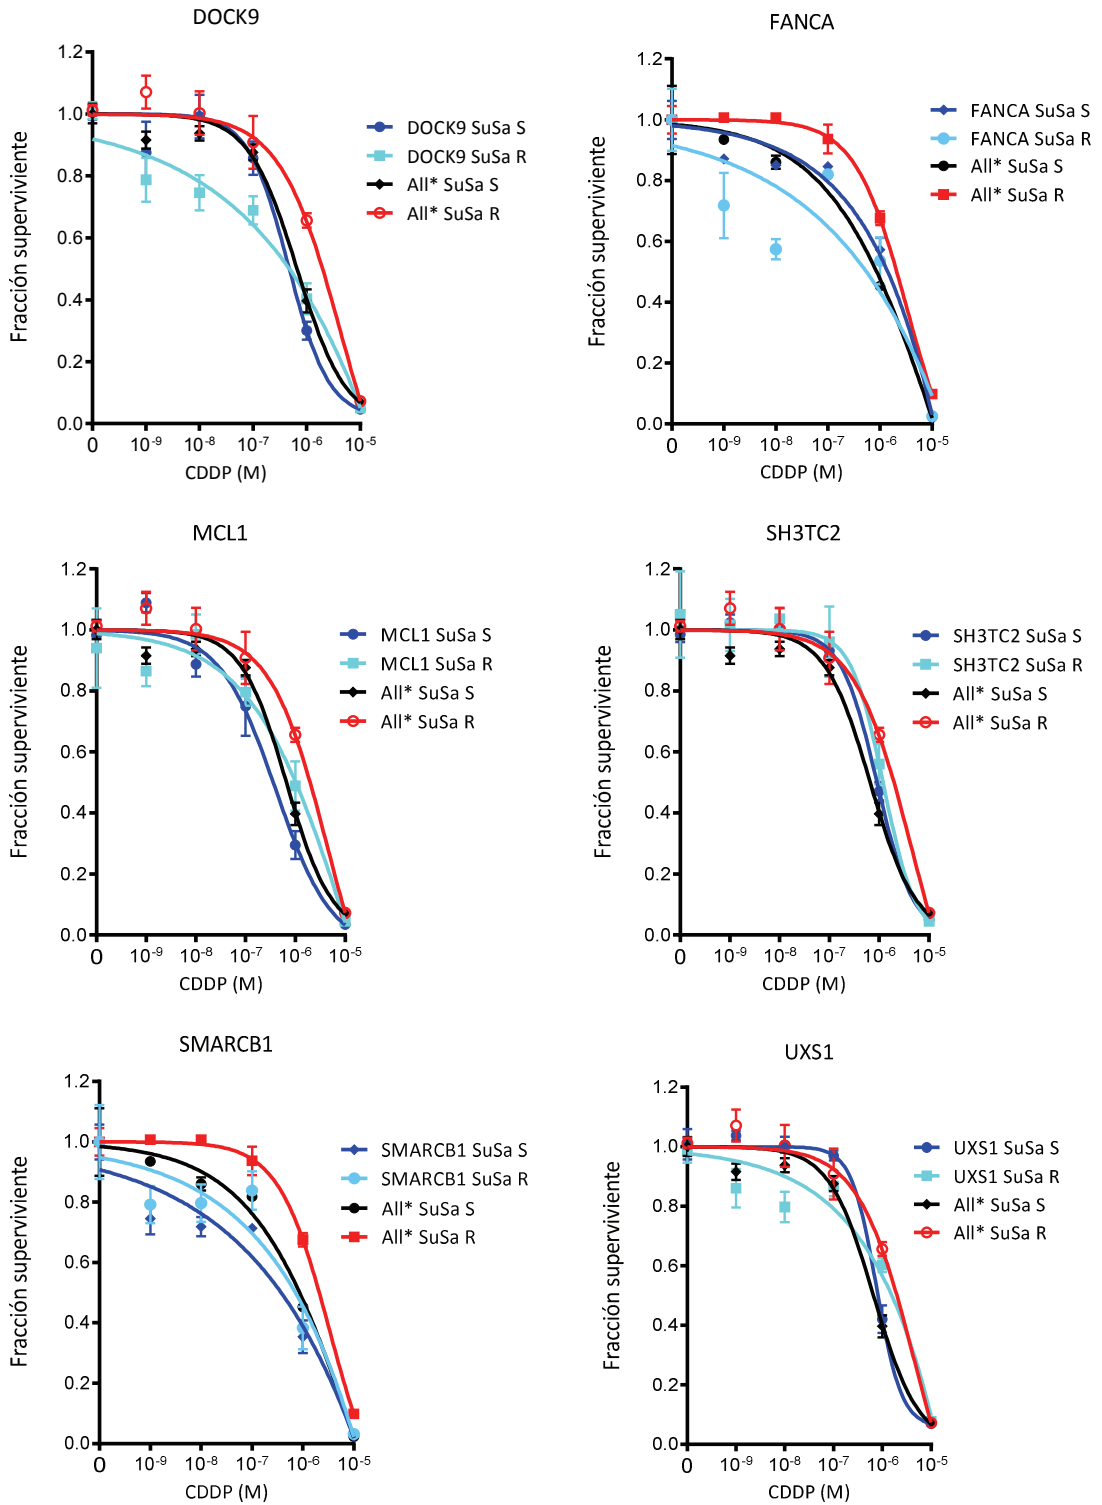 DOCK9
1.2
1.0
0.8
0.6
0.4
0.2
0.0
Fracción superviviente
0 10⁻⁹ 10⁻⁸ 10⁻⁷ 10⁻⁶ 10⁻⁵
CDDP (M)
DOCK9 SuSa S
DOCK9 SuSa R
All* SuSa S
All* SuSa R
FANCA
1.2
1.0
0.8
0.6
0.4
0.2
0.0
Fracción superviviente
0 10⁻⁹ 10⁻⁸ 10⁻⁷ 10⁻⁶ 10⁻⁵
CDDP (M)
FANCA SuSa S
FANCA SuSa R
All* SuSa S
All* SuSa R
MCL1
1.2
1.0
0.8
0.6
0.4
0.2
0.0
Fracción superviviente
0 10⁻⁹ 10⁻⁸ 10⁻⁷ 10⁻⁶ 10⁻⁵
CDDP (M)
MCL1 SuSa S
MCL1 SuSa R
All* SuSa S
All* SuSa R
SH3TC2
1.2
1.0
0.8
0.6
0.4
0.2
0.0
Fracción superviviente
0 10⁻⁹ 10⁻⁸ 10⁻⁷ 10⁻⁶ 10⁻⁵
CDDP (M)
SH3TC2 SuSa S
SH3TC2 SuSa R
All* SuSa S
All* SuSa R
SMARCB1
1.2
1.0
0.8
0.6
0.4
0.2
0.0
Fracción superviviente
0 10⁻⁹ 10⁻⁸ 10⁻⁷ 10⁻⁶ 10⁻⁵
CDDP (M)
SMARCB1 SuSa S
SMARCB1 SuSa R
All* SuSa S
All* SuSa R
UXS1
1.2
1.0
0.8
0.6
0.4
0.2
0.0
Fracción superviviente
0 10⁻⁹ 10⁻⁸ 10⁻⁷ 10⁻⁶ 10⁻⁵
CDDP (M)
UXS1 SuSa S
UXS1 SuSa R
All* SuSa S
All* SuSa R